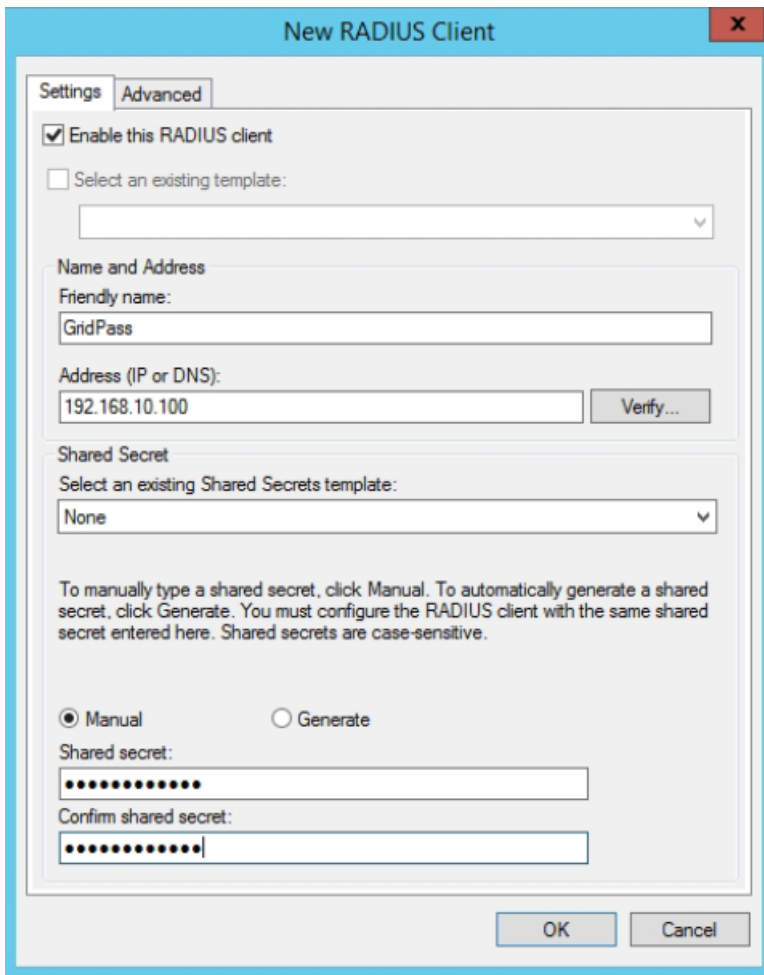 New RADIUS Client
x
Settings
Advanced
Enable this RADIUS client
Select an existing template:
Name and Address
Friendly name:
GridPass
Address (IP or DNS):
192.168.10.100
Verify...
Shared Secret
Select an existing Shared Secrets template:
None
To manually type a shared secret, click Manual. To automatically generate a shared
secret, click Generate. You must configure the RADIUS client with the same shared
secret entered here. Shared secrets are case-sensitive.
Manual
Generate
Shared secret:
●●●●●●●●●●●●
Confirm shared secret:
●●●●●●●●●●●●
OK
Cancel